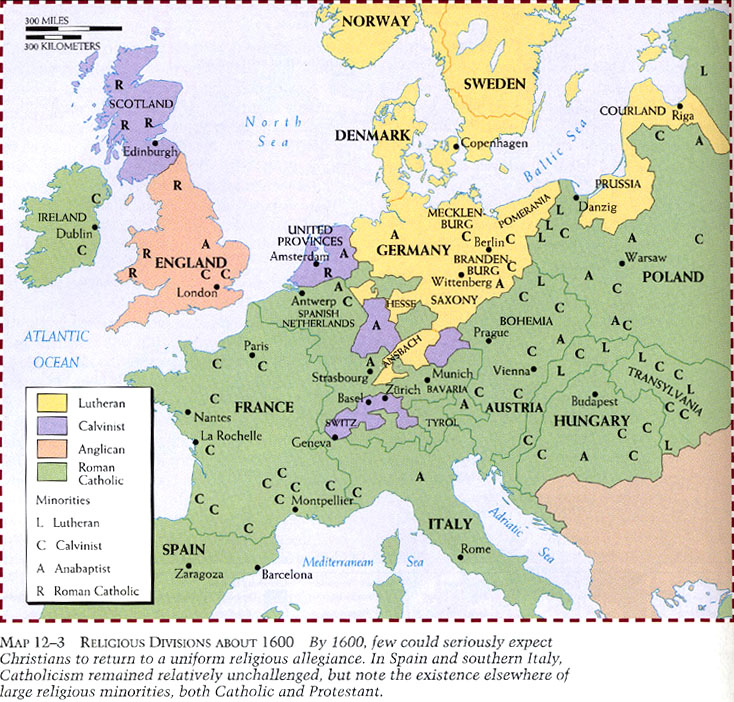 300 MILES
300 KILOMETERS
NORWAY
SWEDEN
L
R
SCOTLAND
R R
Edinburgh
North
Sea
DENMARK
Copenhagen
Baltic Sea
COURLAND
Riga
C
A
R
C
IRELAND
Dublin
C
R
A
ENGLAND
R
C C
London
UNITED
PROVINCES
A
Amsterdam
R
A
MECKLEN-
BURG
POMERANIA
C
Berlin
C
GERMANY
BRANDEN-
BURG
C
Wittenberg
A
SAXONY
HESSE
PRUSSIA
Danzig
L
L
C
L
C
A
C
Warsaw
POLAND
A
C
C
A C
Antwerp
A
C
SPANISH
NETHERLANDS
A
ANSBACH
L
C
BOHEMIA
Prague
C
A
L
L
L
C
C
L
TRANSYLVANIA
C
C
ATLANTIC
OCEAN
Paris
C
C
A
Strasbourg
Munich
BAVARIA
Vienna
C
L
C
Budapest
Basel
Zürich
SWITZ
Geneva
TYROL
A
C
AUSTRIA
C
HUNGARY
C
C
C
A
C
L
C
FRANCE
Nantes
La Rochelle
C
C
C
C
C
C
C
C
C
C
Montpellier
A
ITALY
Rome
Adriatic
Sea
Mediterranean Sea
SPAIN
Zaragoza
Barcelona
Lutheran
Calvinist
Anglican
Roman
Catholic
Minorities
L Lutheran
C Calvinist
A Anabaptist
R Roman Catholic
MAP 12–3 RELIGIOUS DIVISIONS ABOUT 1600 By 1600, few could seriously expect
Christians to return to a uniform religious allegiance. In Spain and southern Italy,
Catholicism remained relatively unchallenged, but note the existence elsewhere of
large religious minorities, both Catholic and Protestant.